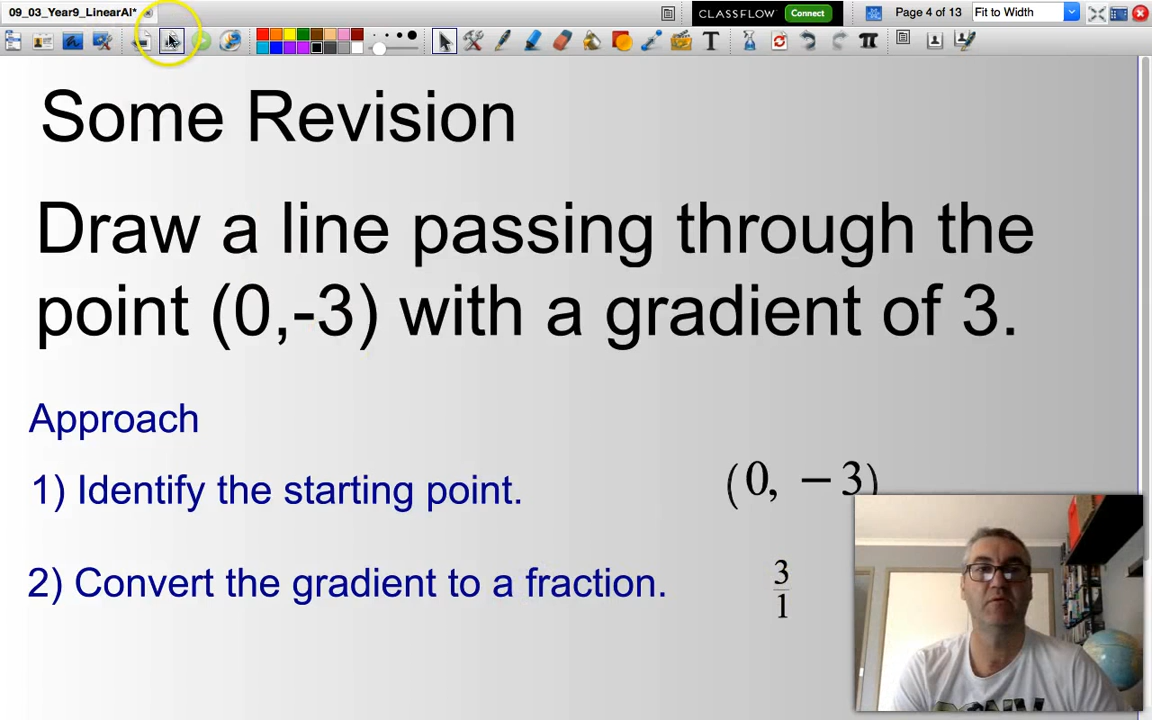 09_03_Year9_LinearAl*
CLASSFLOW Connect
Page 4 of 13
Fit to Width
Some Revision
Draw a line passing through the
point (0,-3) with a gradient of 3.
Approach
1) Identify the starting point.
(0, − 3)
2) Convert the gradient to a fraction.
3
1